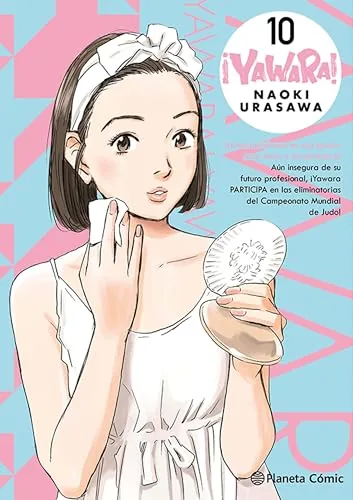 10
¡YAWARA!
NAOKI
URASAWA
Aún insegura de su
futuro profesional, ¡Yawara
PARTICIPA en las eliminatorias
del Campeonato Mundial
de Judo!
YAWARA
Planeta Cómic